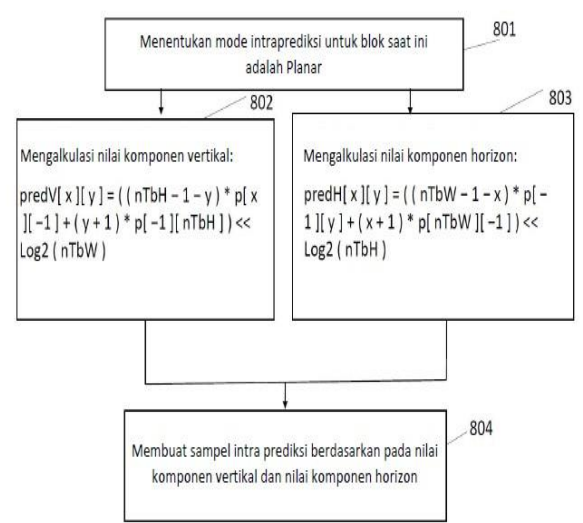 801
Menentukan mode intraprediksi untuk blok saat ini
adalah Planar
802
Mengalkulasi nilai komponen vertikal:
predV[ x ][ y ] = ( ( nTbH – 1 – y ) * p[ x
][ –1 ] + ( y + 1 ) * p[ –1 ][ nTbH ] ) <<
Log2 ( nTbW )
803
Mengalkulasi nilai komponen horizon:
predH[ x ][ y ] = ( ( nTbW – 1 – x ) * p[ –
1 ][ y ] + ( x + 1 ) * p[ nTbW ][ –1 ] ) <<
Log2 ( nTbH )
804
Membuat sampel intra prediksi berdasarkan pada nilai
komponen vertikal dan nilai komponen horizon